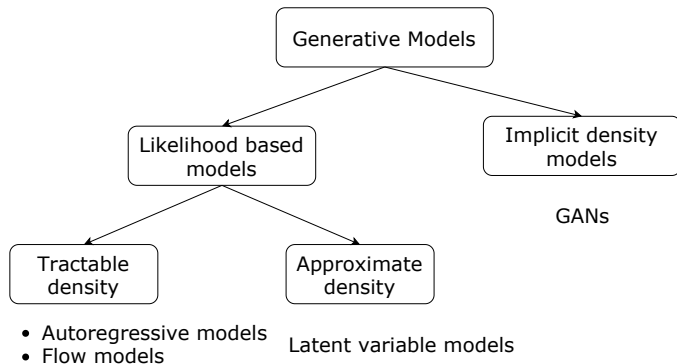 Generative Models
Likelihood based
models
Implicit density
models
GANs
Tractable
density
Approximate
density
• Autoregressive models
• Flow models
Latent variable models